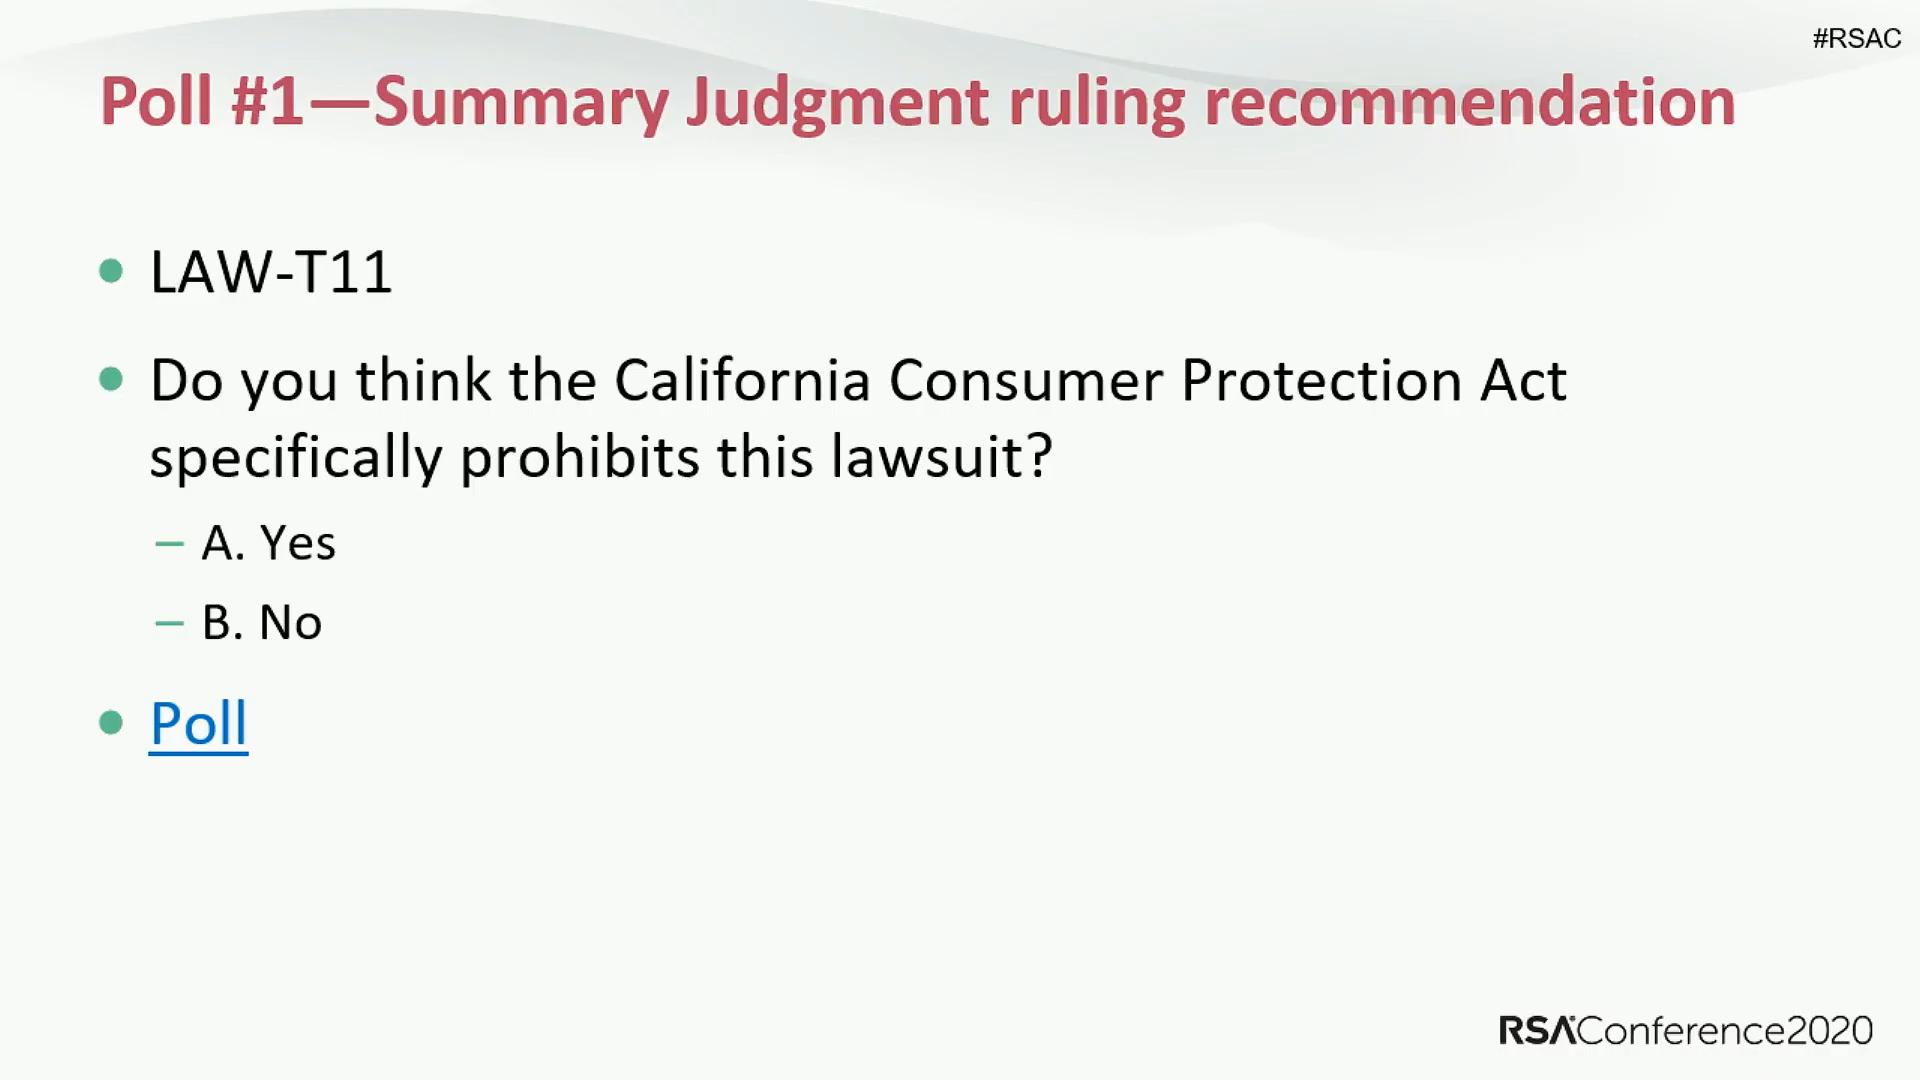 #RSAC
Poll #1—Summary Judgment ruling recommendation
• LAW-T11
• Do you think the California Consumer Protection Act
specifically prohibits this lawsuit?
– A. Yes
– B. No
• Poll
RSAConference2020